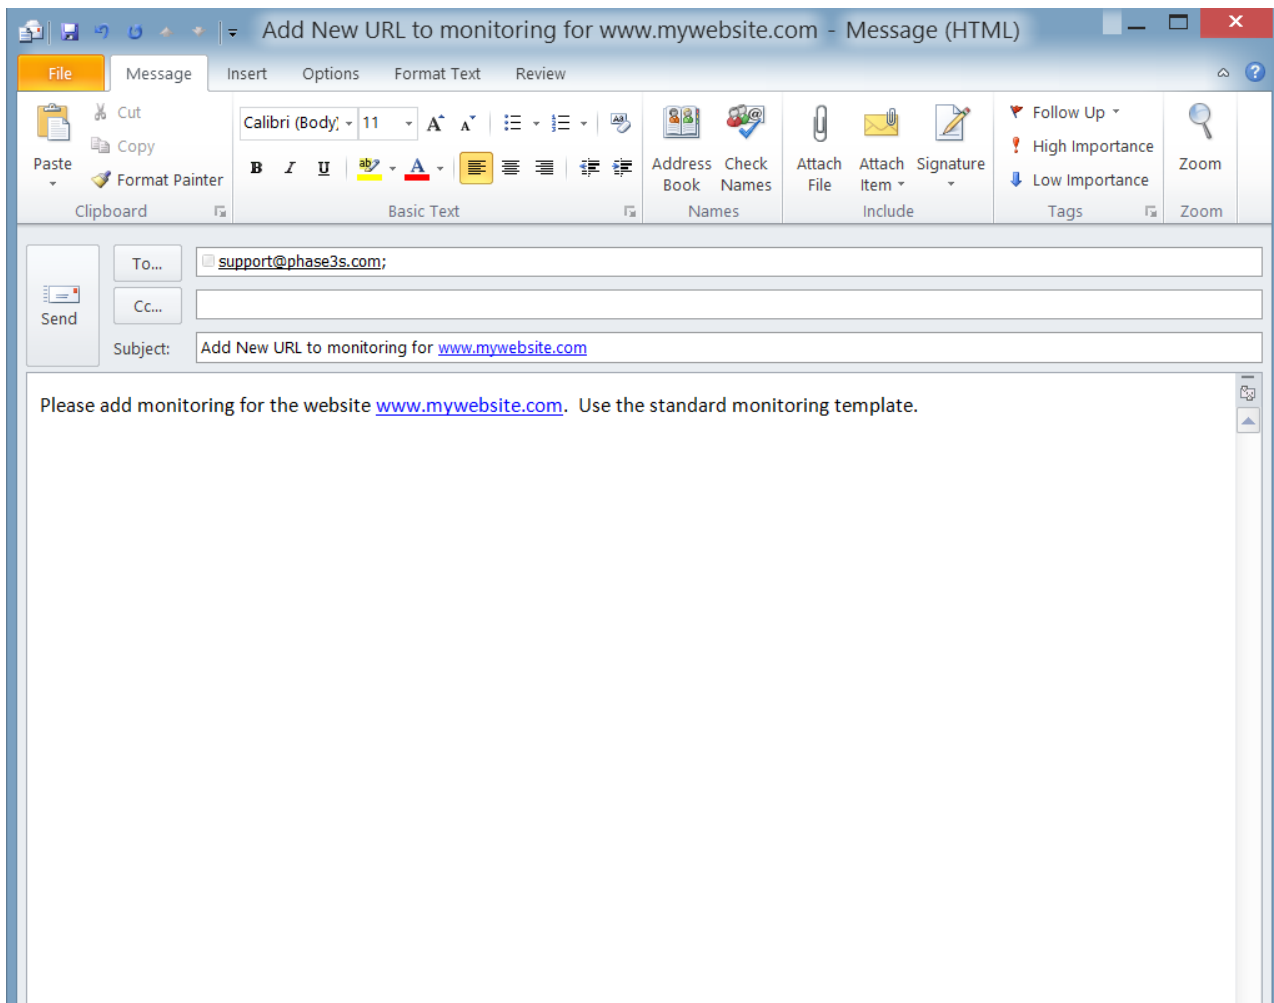 Add New URL to monitoring for www.mywebsite.com - Message (HTML)
File Message Insert Options Format Text Review
Cut
Copy
Format Painter
Paste
Clipboard
Calibri (Body) 11
B I U
Basic Text
Address Book
Check Names
Names
Attach File
Attach Item
Signature
Include
Follow Up
High Importance
Low Importance
Tags
Zoom
Zoom
Send
To...
support@phase3s.com;
Cc...
Subject:
Add New URL to monitoring for www.mywebsite.com
Please add monitoring for the website www.mywebsite.com. Use the standard monitoring template.